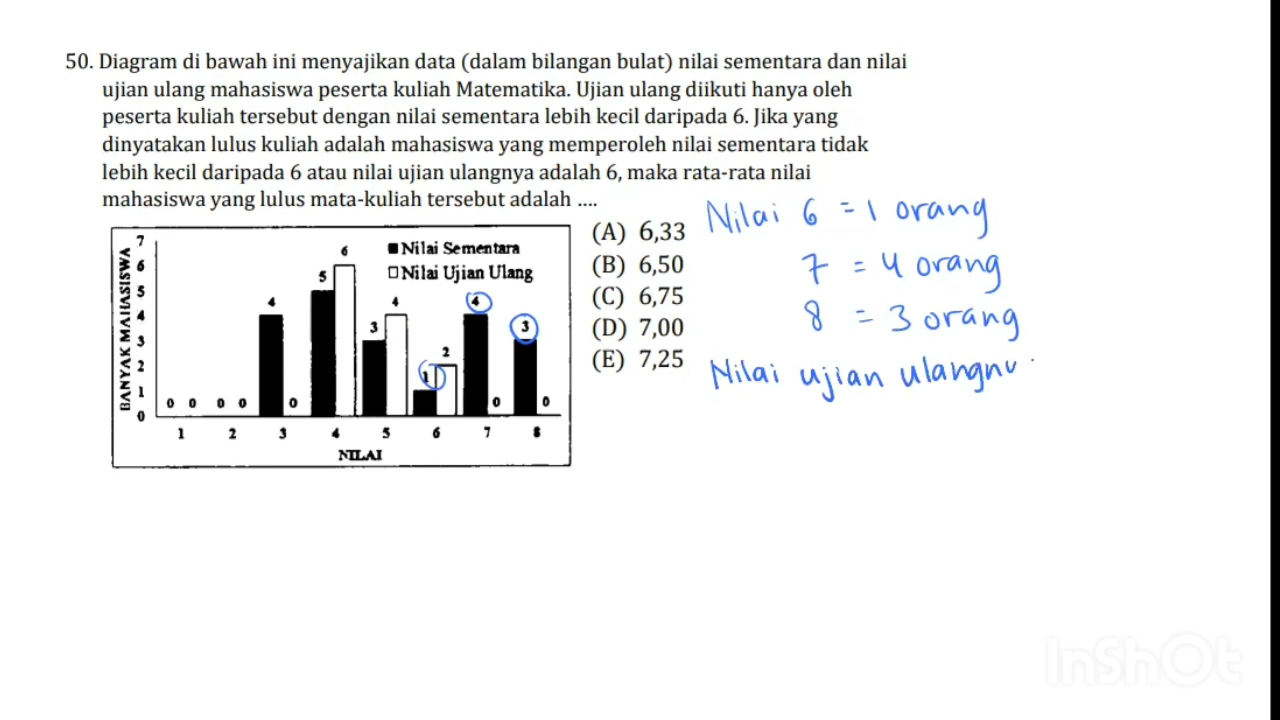 50. Diagram di bawah ini menyajikan data (dalam bilangan bulat) nilai sementara dan nilai
ujian ulang mahasiswa peserta kuliah Matematika. Ujian ulang diikuti hanya oleh
peserta kuliah tersebut dengan nilai sementara lebih kecil daripada 6. Jika yang
dinyatakan lulus kuliah adalah mahasiswa yang memperoleh nilai sementara tidak
lebih kecil daripada 6 atau nilai ujian ulangnya adalah 6, maka rata-rata nilai
mahasiswa yang lulus mata-kuliah tersebut adalah ....
BANYAK MAHASISWA
7
6
5
4
3
2
1
0
0 0 0 0 4 0 5 6 3 4 1 2 4 0 3 0
1 2 3 4 5 6 7 8
NILAI
Nilai Sementara
Nilai Ujian Ulang
(A) 6,33
(B) 6,50
(C) 6,75
(D) 7,00
(E) 7,25
Nilai 6 = 1 orang
7 = 4 orang
8 = 3 orang
Nilai ujian
InShOt